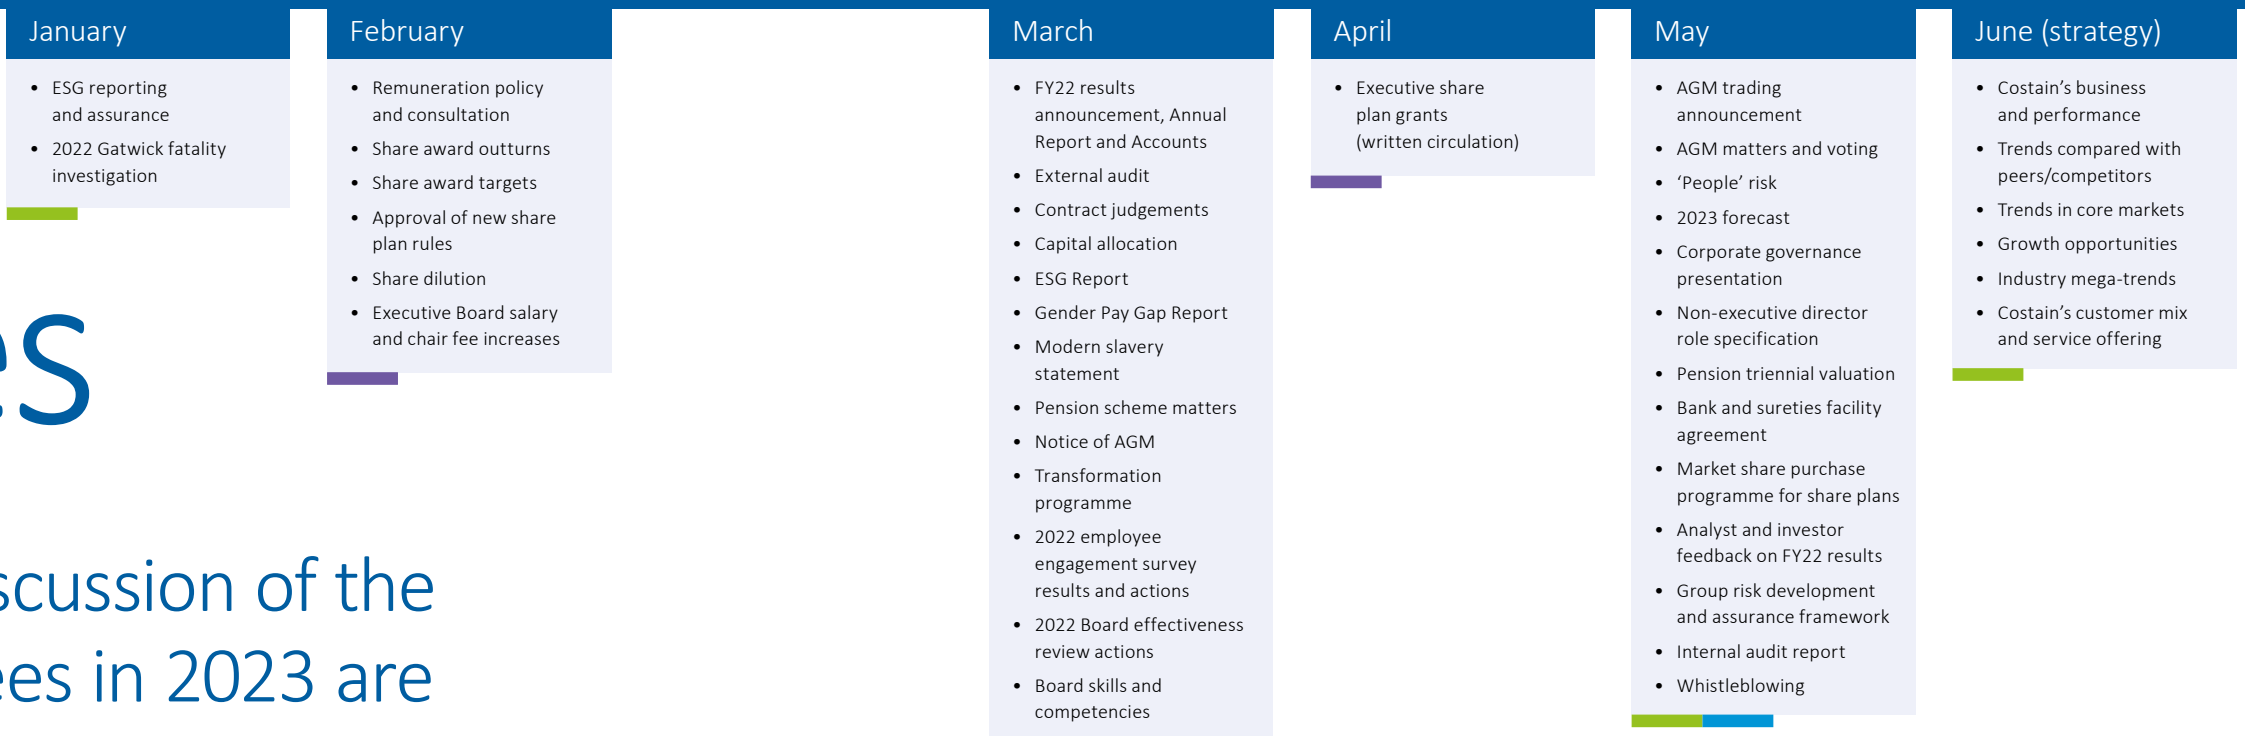 January
• ESG reporting
and assurance
• 2022 Gatwick fatality
investigation
February
• Remuneration policy
and consultation
• Share award outturns
• Share award targets
• Approval of new share
plan rules
• Share dilution
• Executive Board salary
and chair fee increases
es
scussion of the
ees in 2023 are
March
• FY22 results
announcement, Annual
Report and Accounts
• External audit
• Contract judgements
• Capital allocation
• ESG Report
• Gender Pay Gap Report
• Modern slavery
statement
• Pension scheme matters
• Notice of AGM
• Transformation
programme
• 2022 employee
engagement survey
results and actions
• 2022 Board effectiveness
review actions
• Board skills and
competencies
April
• Executive share
plan grants
(written circulation)
May
• AGM trading
announcement
• AGM matters and voting
• ‘People’ risk
• 2023 forecast
• Corporate governance
presentation
• Non-executive director
role specification
• Pension triennial valuation
• Bank and sureties facility
agreement
• Market share purchase
programme for share plans
• Analyst and investor
feedback on FY22 results
• Group risk development
and assurance framework
• Internal audit report
• Whistleblowing
June (strategy)
• Costain’s business
and performance
• Trends compared with
peers/competitors
• Trends in core markets
• Growth opportunities
• Industry mega-trends
• Costain’s customer mix
and service offering